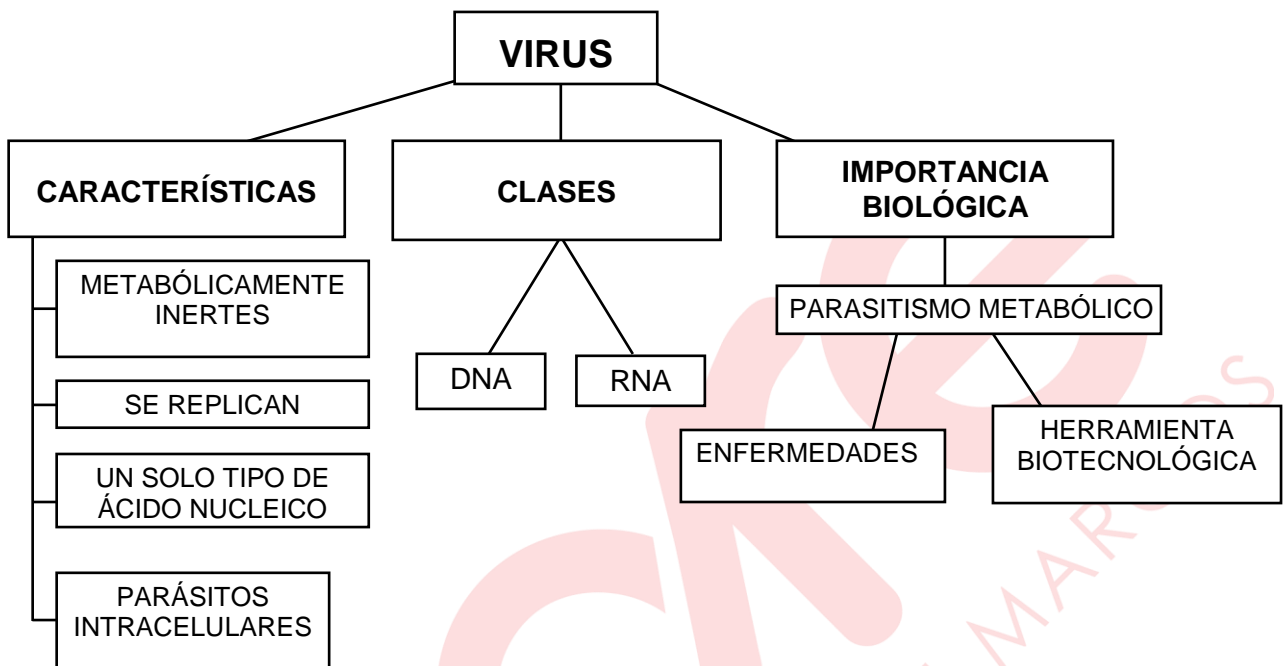 VIRUS
CARACTERÍSTICAS
CLASES
IMPORTANCIA
BIOLÓGICA
METABÓLICAMENTE
INERTES
SE REPLICAN
UN SOLO TIPO DE
ÁCIDO NUCLEICO
PARÁSITOS
INTRACELULARES
DNA
RNA
PARASITISMO METABÓLICO
ENFERMEDADES
HERRAMIENTA
BIOTECNOLÓGICA